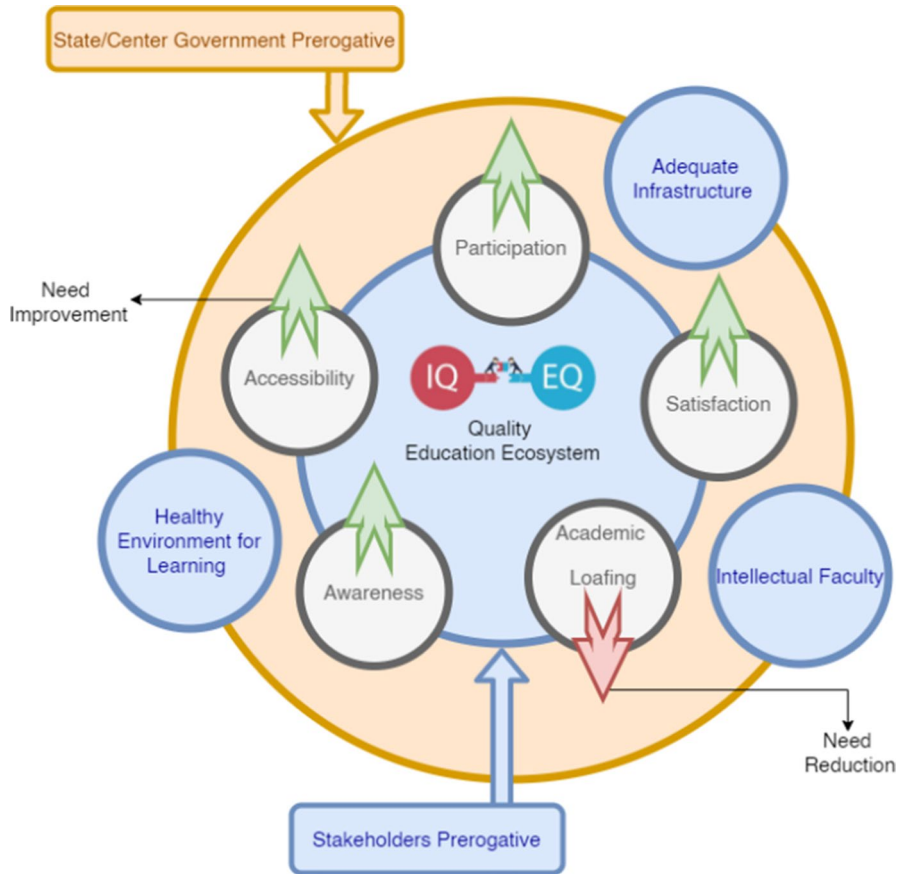 State/Center Government Prerogative
Adequate
Infrastructure
Participation
Need
Improvement
Accessibility
IQ
EQ
Satisfaction
Quality
Education Ecosystem
Healthy
Environment for
Learning
Academic
Loafing
Intellectual Faculty
Awareness
Need
Reduction
Stakeholders Prerogative